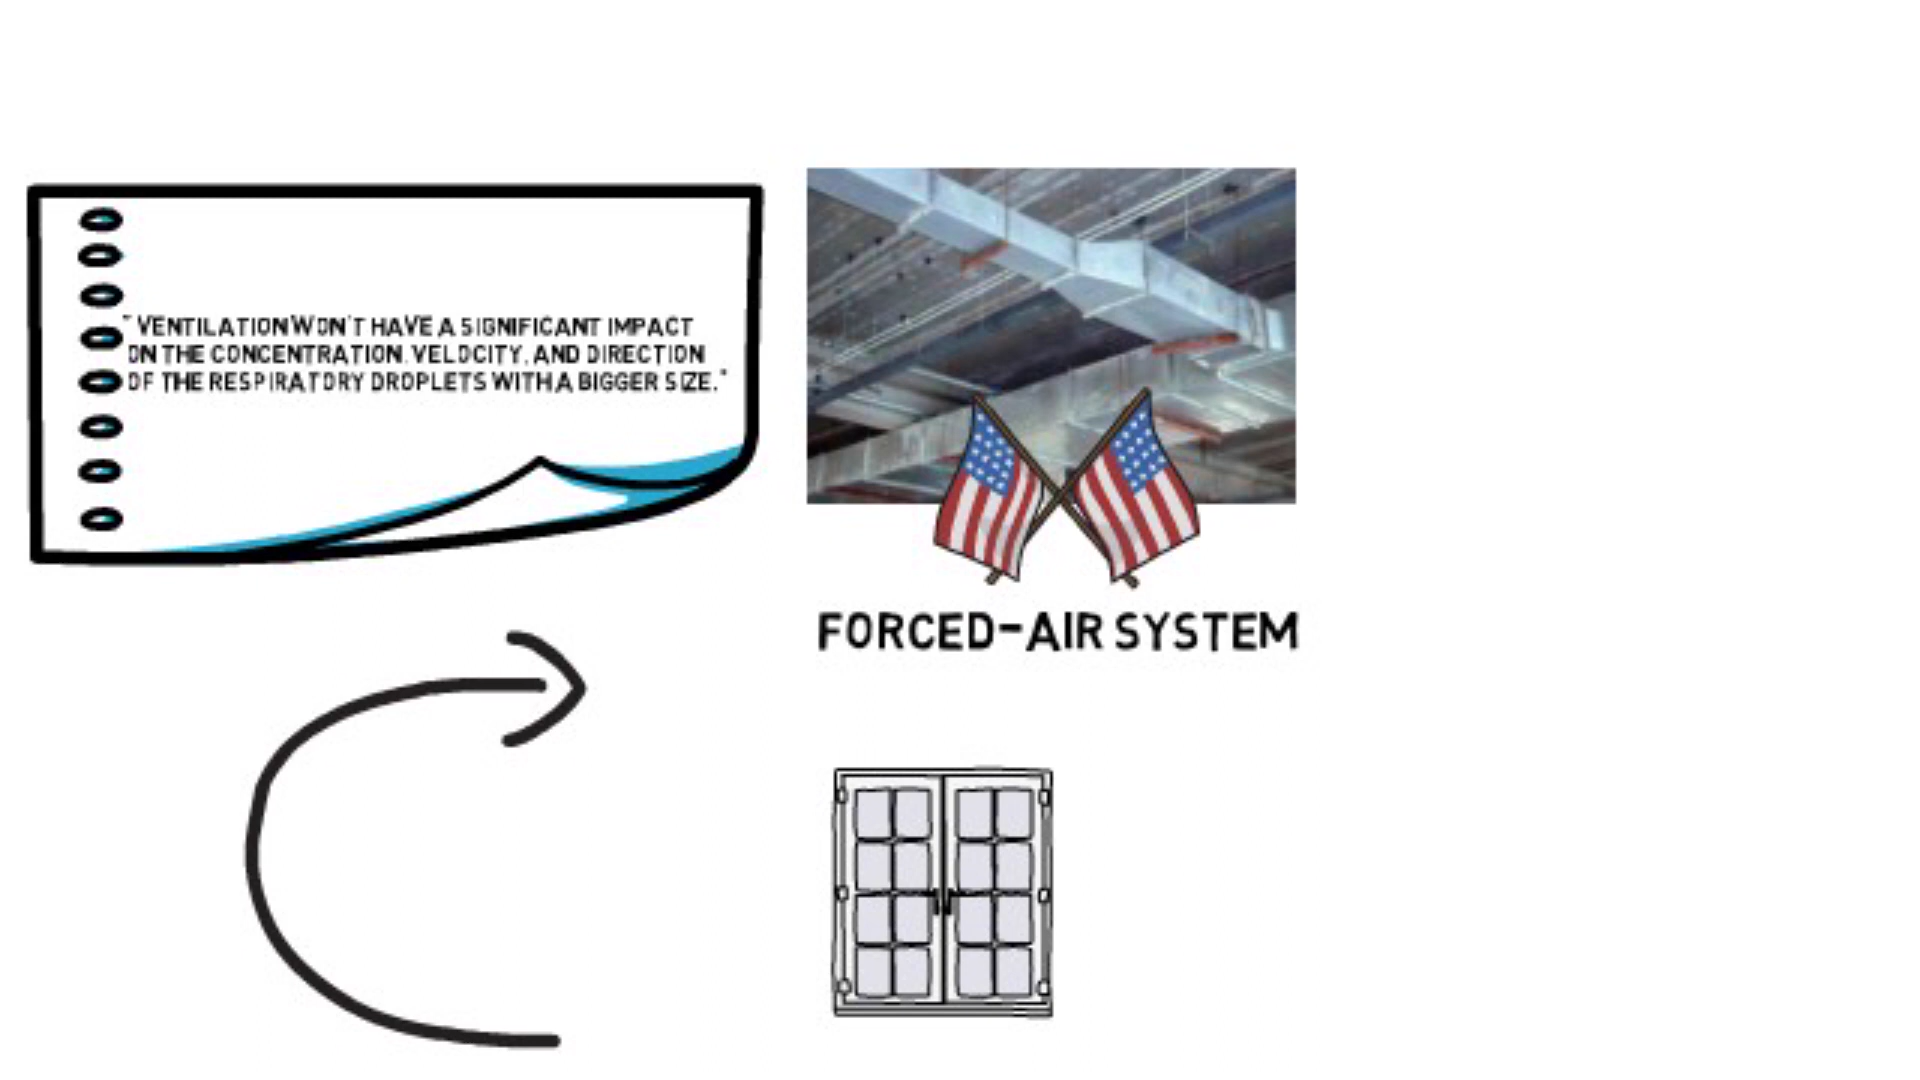 " VENTILATION WON'T HAVE A SIGNIFICANT IMPACT
ON THE CONCENTRATION, VELOCITY, AND DIRECTION
OF THE RESPIRATORY DROPLETS WITH A BIGGER SIZE."
FORCED-AIR SYSTEM